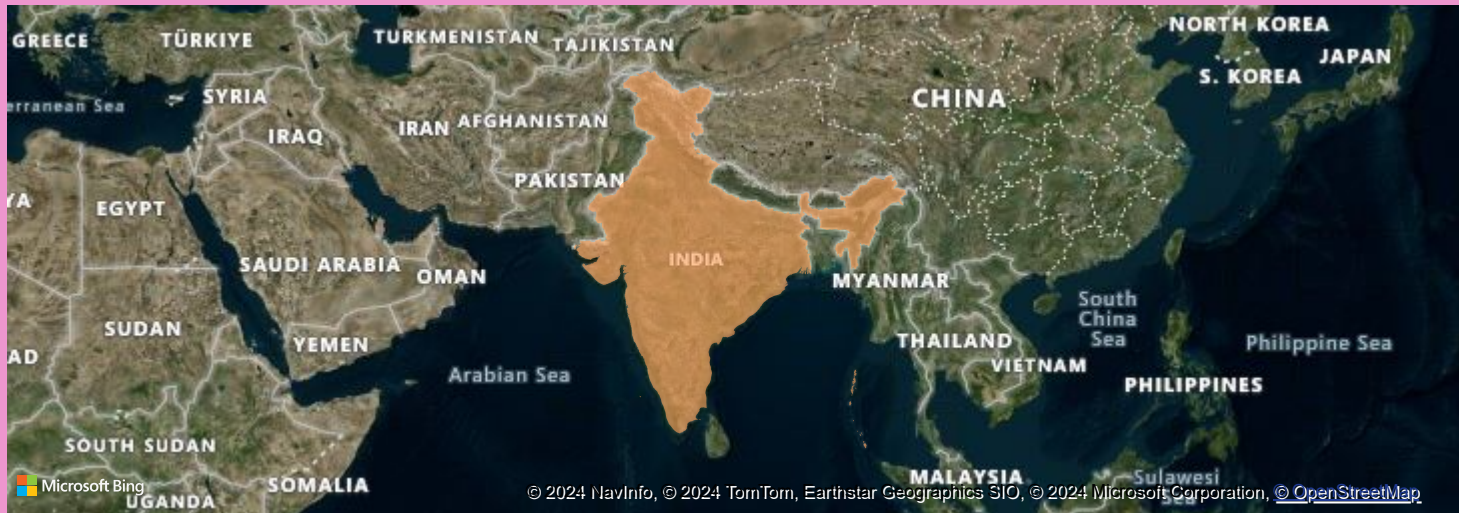 NORTH KOREA
GREECE
TÜRKIYE
TURKMENISTAN
TAJIKISTAN
JAPAN
S. KOREA
erranean Sea
SYRIA
CHINA
IRAQ
IRAN
AFGHANISTAN
PAKISTAN
YA
EGYPT
SAUDI ARABIA
OMAN
INDIA
MYANMAR
South
China
Sea
SUDAN
YEMEN
THAILAND
Philippine Sea
AD
VIETNAM
Arabian Sea
PHILIPPINES
SOUTH SUDAN
MALAYSIA
Sulawesi
Sea
SOMALIA
Microsoft Bing
UGANDA
© 2024 NavInfo, © 2024 TomTom, Earthstar Geographics SIO, © 2024 Microsoft Corporation, © OpenStreetMap